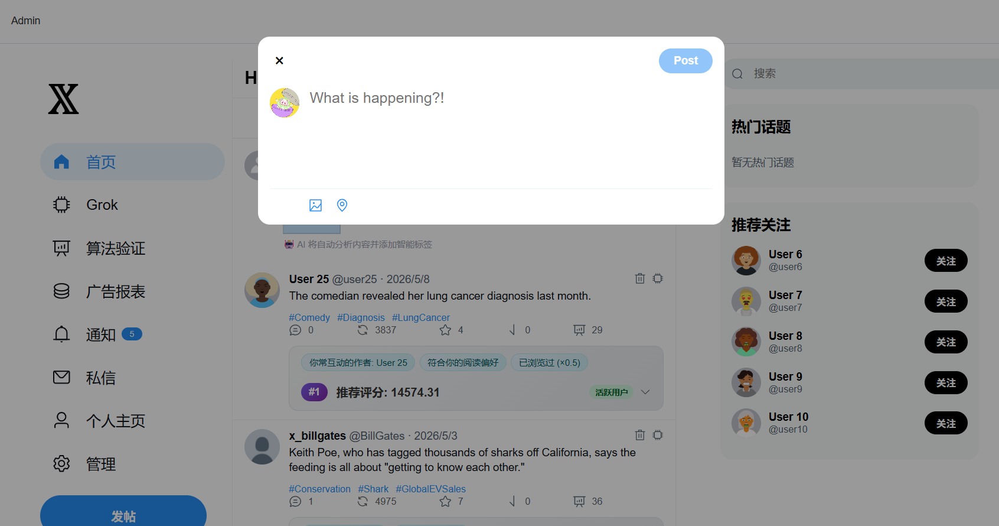 Admin
Post
What is happening?!
H
X
首页
Grok
算法验证
广告报表
通知 5
私信
个人主页
管理
发帖
AI 将自动分析内容并添加智能标签
User 25 @user25 · 2026/5/8
The comedian revealed her lung cancer diagnosis last month.
#Comedy #Diagnosis #LungCancer
0 3837 4 0 29
你常互动的作者: User 25 符合你的阅读偏好 已浏览过 (×0.5)
#1 推荐评分: 14574.31 活跃用户
x_billgates @BillGates · 2026/5/3
Keith Poe, who has tagged thousands of sharks off California, says the
feeding is all about "getting to know each other."
#Conservation #Shark #GlobalEVSales
1 4975 7 0 36
搜索
热门话题
暂无热门话题
推荐关注
User 6
@user6
关注
User 7
@user7
关注
User 8
@user8
关注
User 9
@user9
关注
User 10
@user10
关注